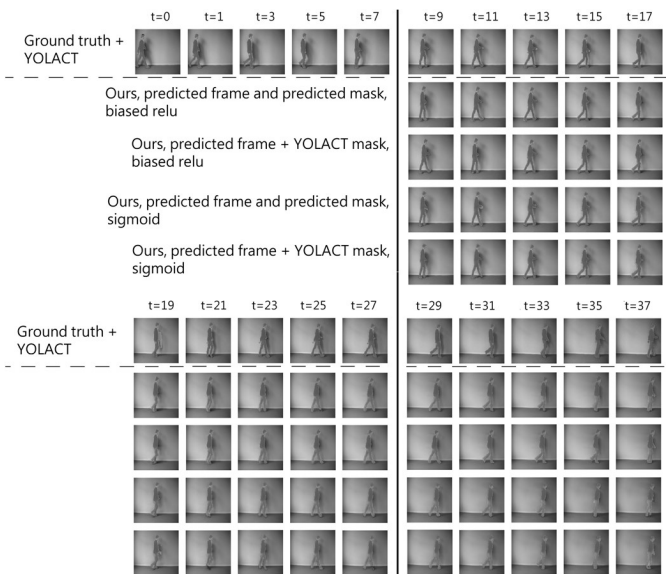 t=0 t=1 t=3 t=5 t=7 t=9 t=11 t=13 t=15 t=17
Ground truth +
YOLACT
Ours, predicted frame and predicted mask,
biased relu
Ours, predicted frame + YOLACT mask,
biased relu
Ours, predicted frame and predicted mask,
sigmoid
Ours, predicted frame + YOLACT mask,
sigmoid
t=19 t=21 t=23 t=25 t=27 t=29 t=31 t=33 t=35 t=37
Ground truth +
YOLACT